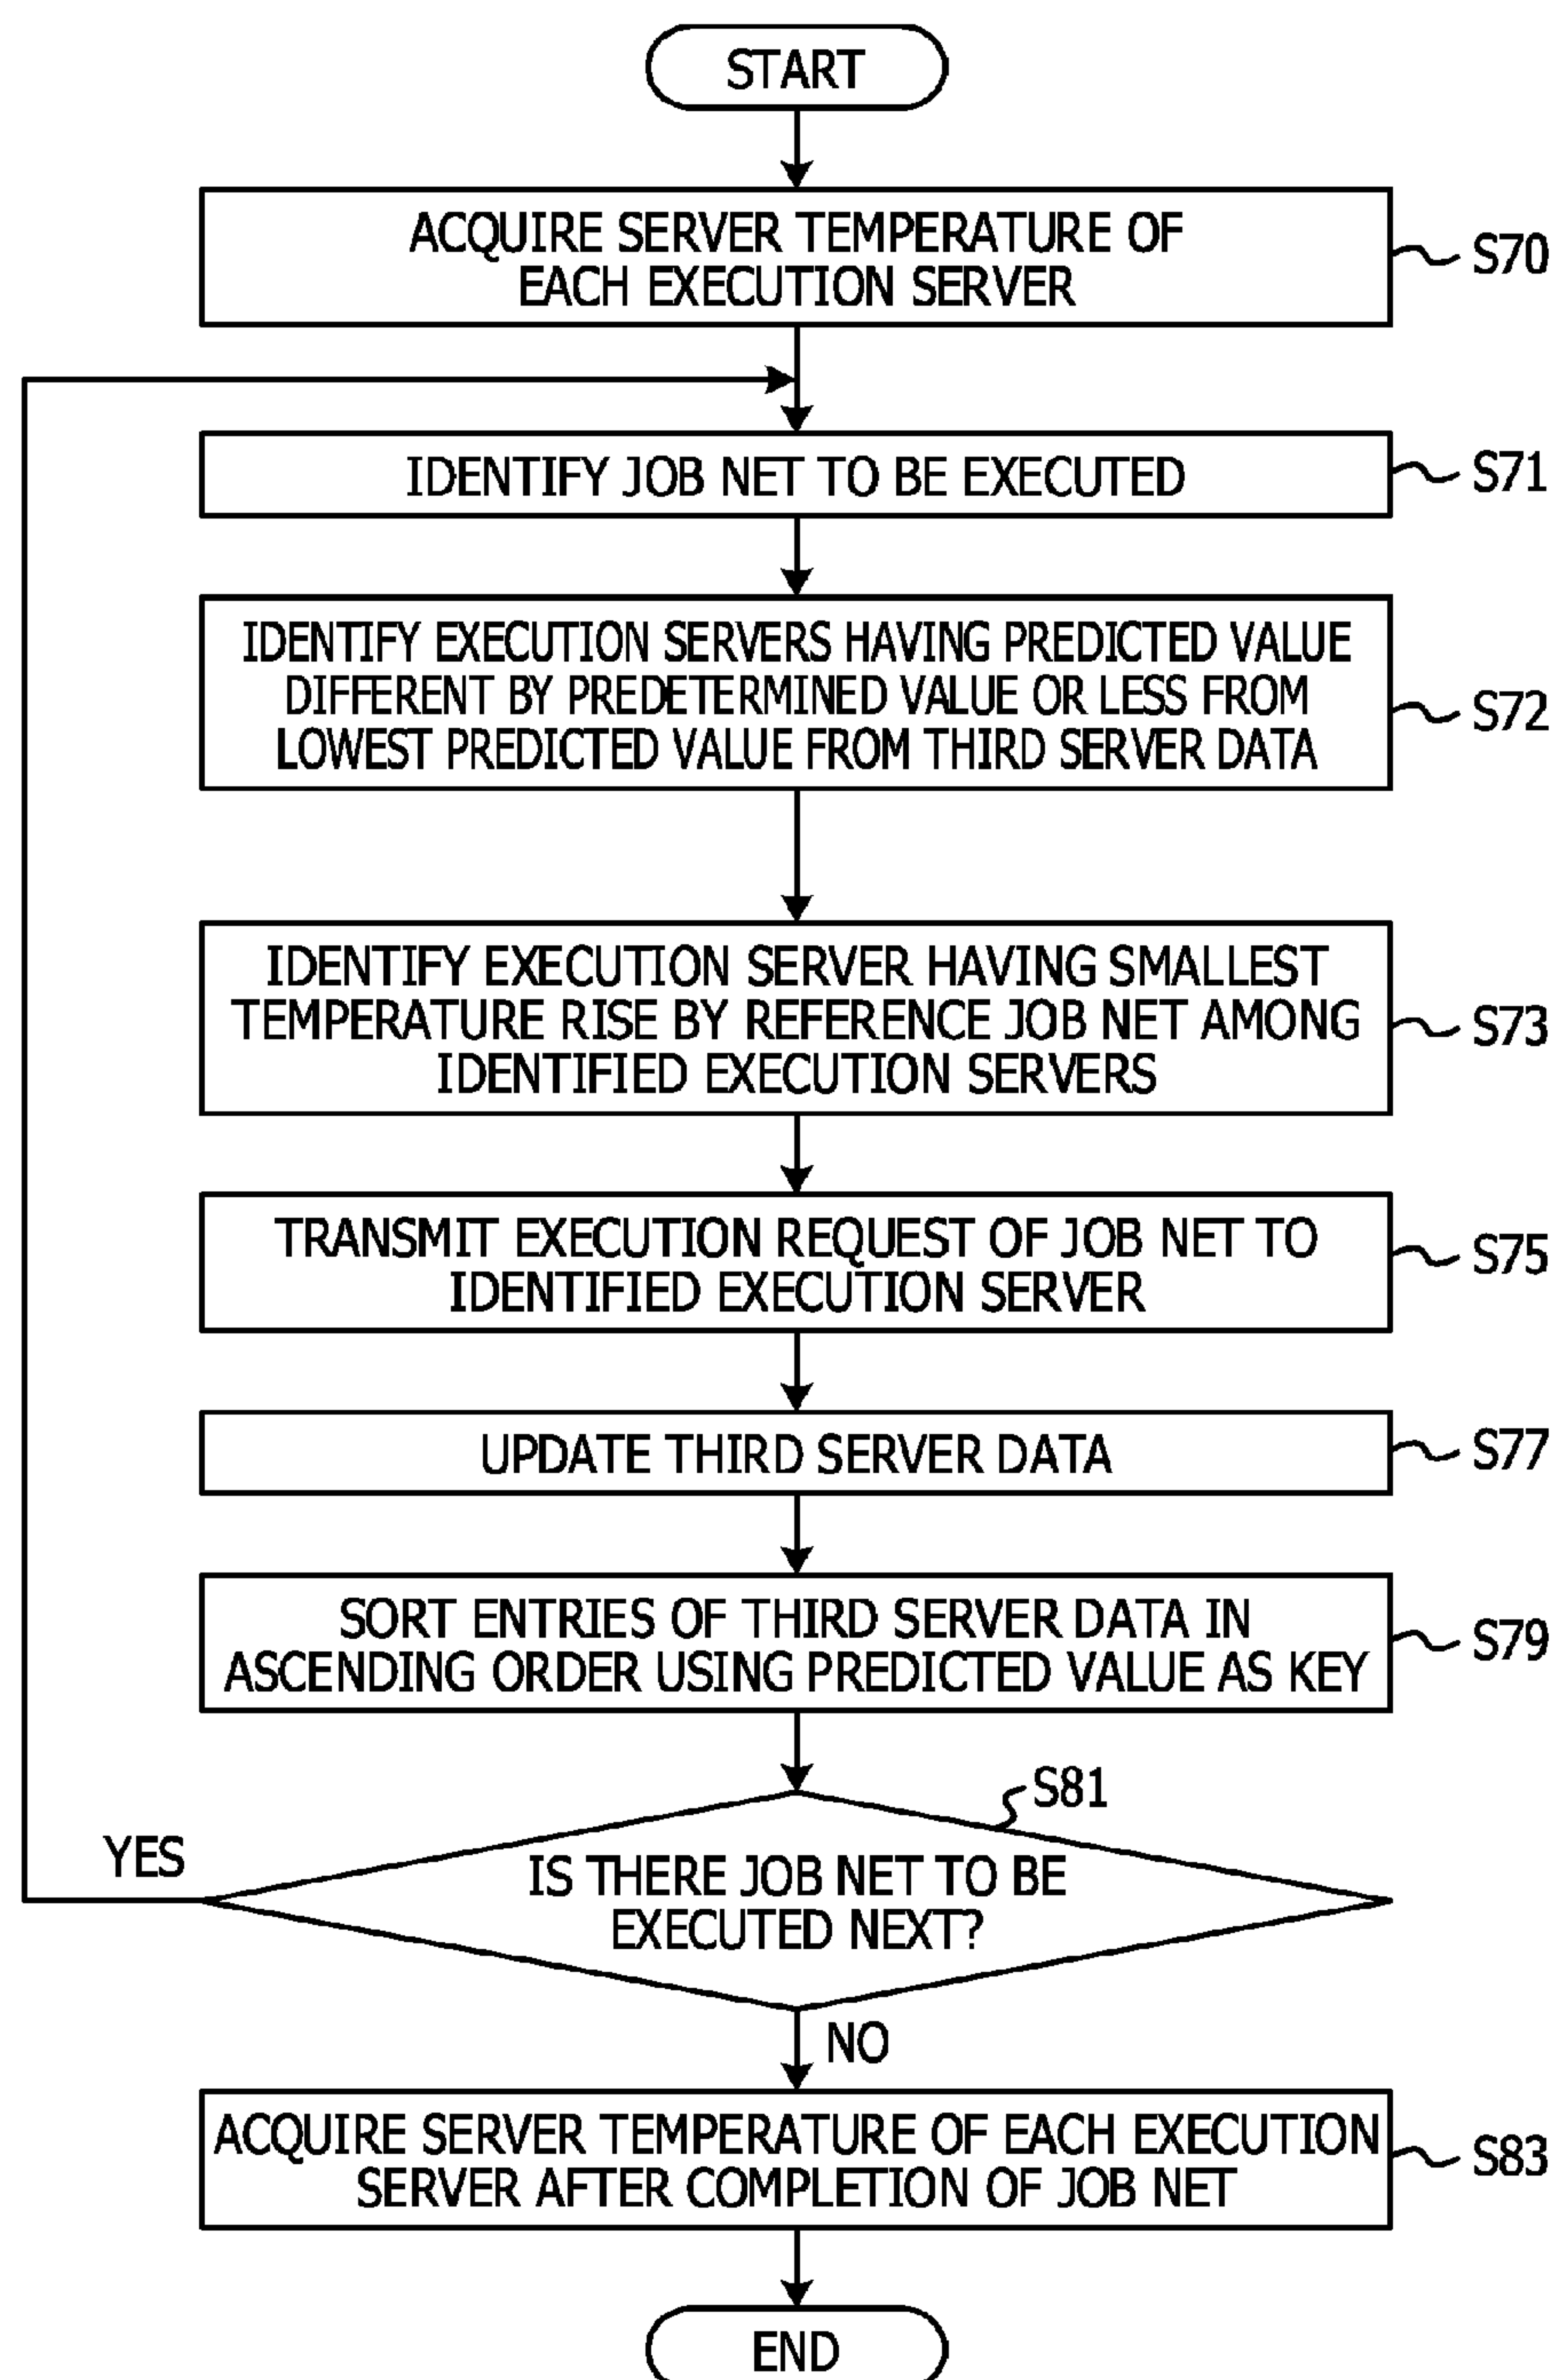 START
ACQUIRE SERVER TEMPERATURE OF
EACH EXECUTION SERVER
S70
IDENTIFY JOB NET TO BE EXECUTED
S71
IDENTIFY EXECUTION SERVERS HAVING PREDICTED VALUE
DIFFERENT BY PREDETERMINED VALUE OR LESS FROM
LOWEST PREDICTED VALUE FROM THIRD SERVER DATA
S72
IDENTIFY EXECUTION SERVER HAVING SMALLEST
TEMPERATURE RISE BY REFERENCE JOB NET AMONG
IDENTIFIED EXECUTION SERVERS
S73
TRANSMIT EXECUTION REQUEST OF JOB NET TO
IDENTIFIED EXECUTION SERVER
S75
UPDATE THIRD SERVER DATA
S77
SORT ENTRIES OF THIRD SERVER DATA IN
ASCENDING ORDER USING PREDICTED VALUE AS KEY
S79
S81
YES
IS THERE JOB NET TO BE
EXECUTED NEXT?
NO
ACQUIRE SERVER TEMPERATURE OF EACH EXECUTION
SERVER AFTER COMPLETION OF JOB NET
S83
END